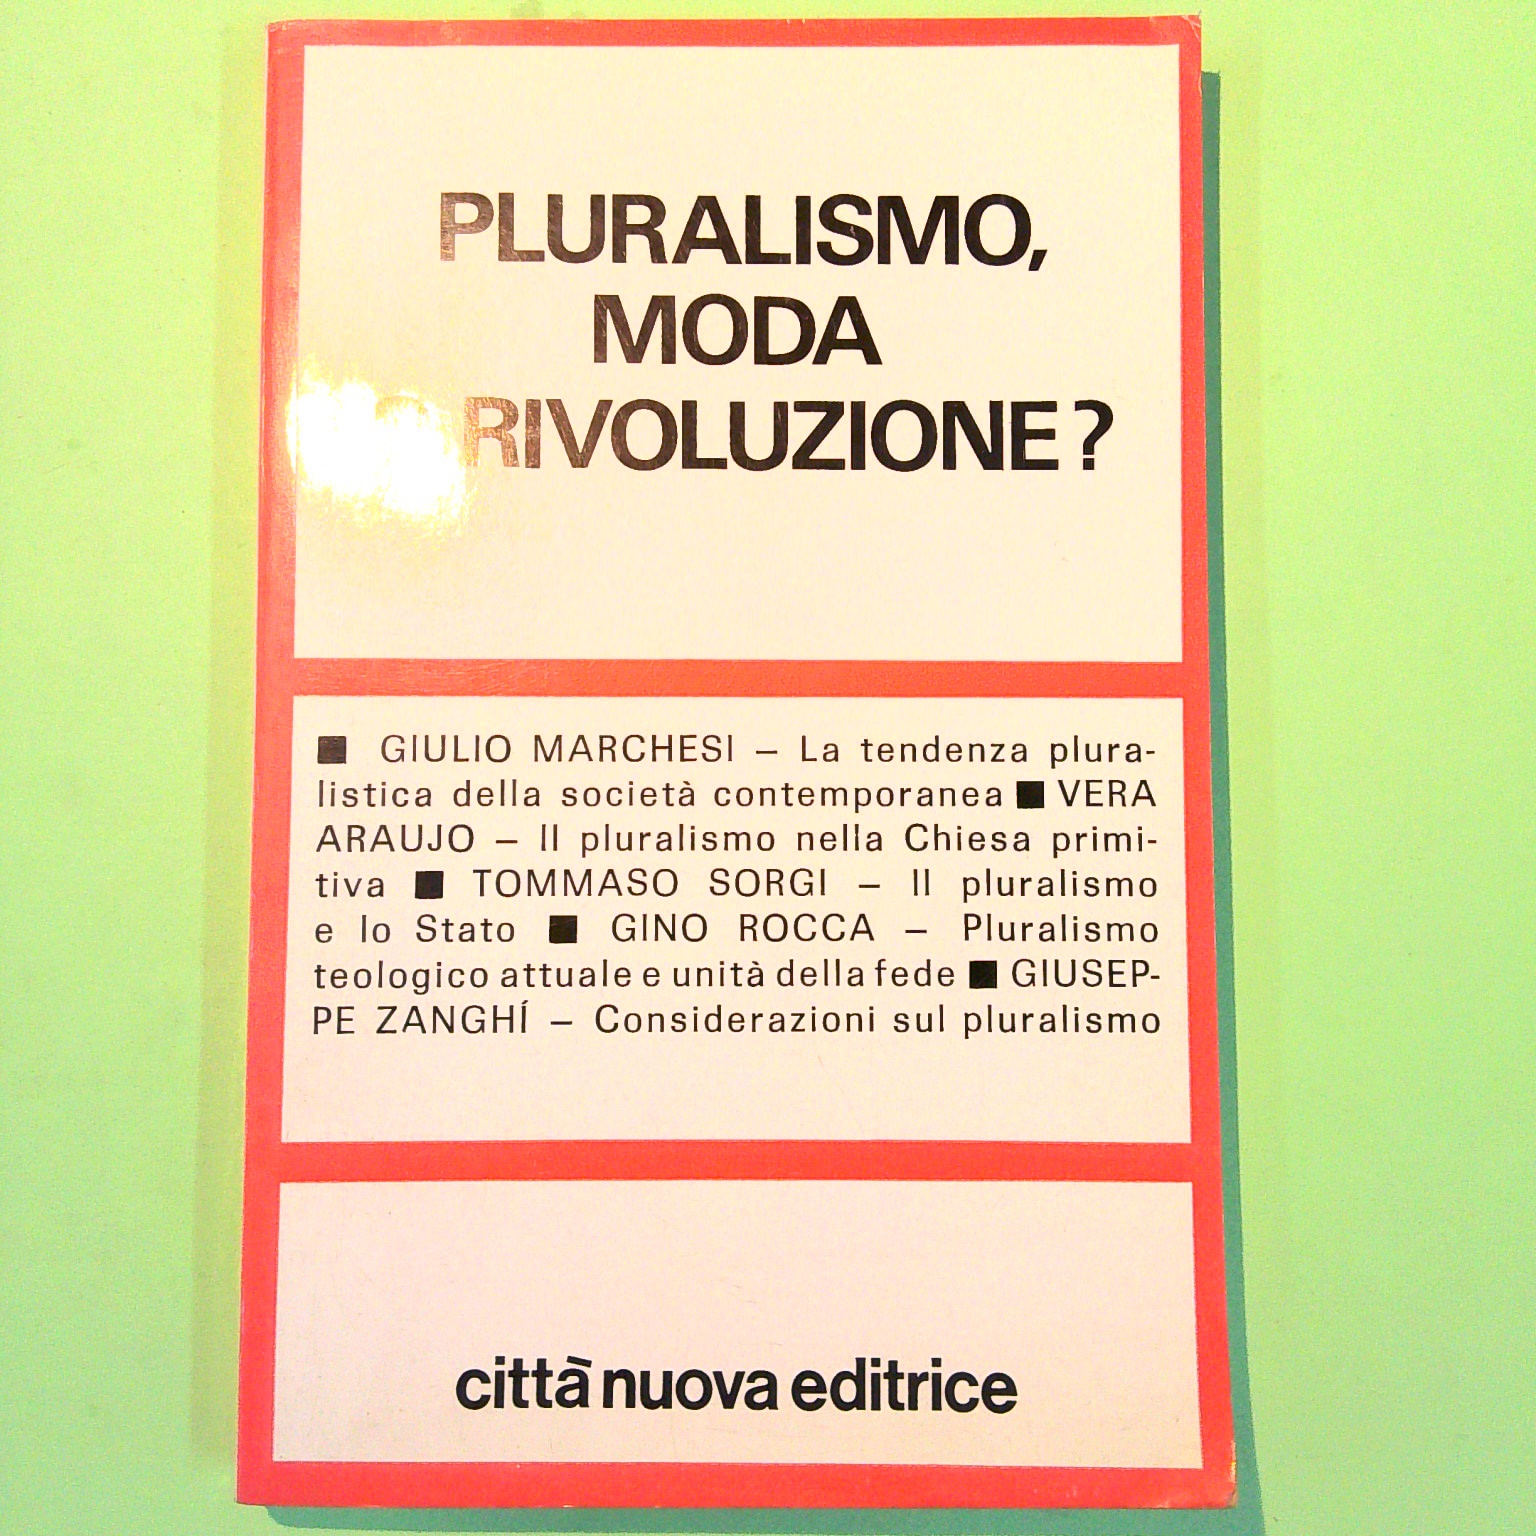 PLURALISMO,
MODA
O RIVOLUZIONE?
■ GIULIO MARCHESI – La tendenza plura-
listica della società contemporanea ■ VERA
ARAUJO – Il pluralismo nella Chiesa primi-
tiva ■ TOMMASO SORGI – Il pluralismo
e lo Stato ■ GINO ROCCA – Pluralismo
teologico attuale e unità della fede ■ GIUSEP-
PE ZANGHÍ – Considerazioni sul pluralismo
città nuova editrice